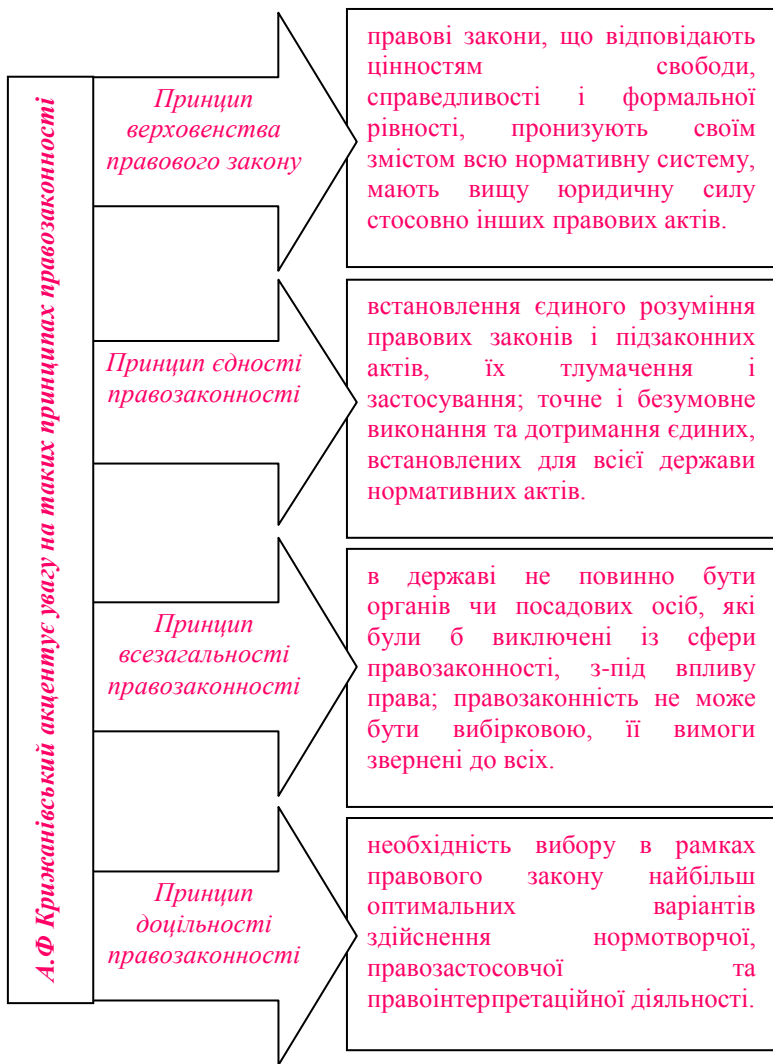 А.Ф Крижанівський акцентує увагу на таких принципах правозаконності
Принцип
верховенства
правового закону
правові закони, що відповідають
цінностям свободи,
справедливості і формальної
рівності, пронизують своїм
змістом всю нормативну систему,
мають вищу юридичну силу
стосовно інших правових актів.
Принцип єдності
правозаконності
встановлення єдиного розуміння
правових законів і підзаконних
актів, їх тлумачення і
застосування; точне і безумовне
виконання та дотримання єдиних,
встановлених для всієї держави
нормативних актів.
Принцип
всезагальності
правозаконності
в державі не повинно бути
органів чи посадових осіб, які
були б виключені із сфери
правозаконності, з-під впливу
права; правозаконність не може
бути вибірковою, її вимоги
звернені до всіх.
Принцип
доцільності
правозаконності
необхідність вибору в рамках
правового закону найбільш
оптимальних варіантів
здійснення нормотворчої,
правозастосовчої та
правоінтерпретаційної діяльності.